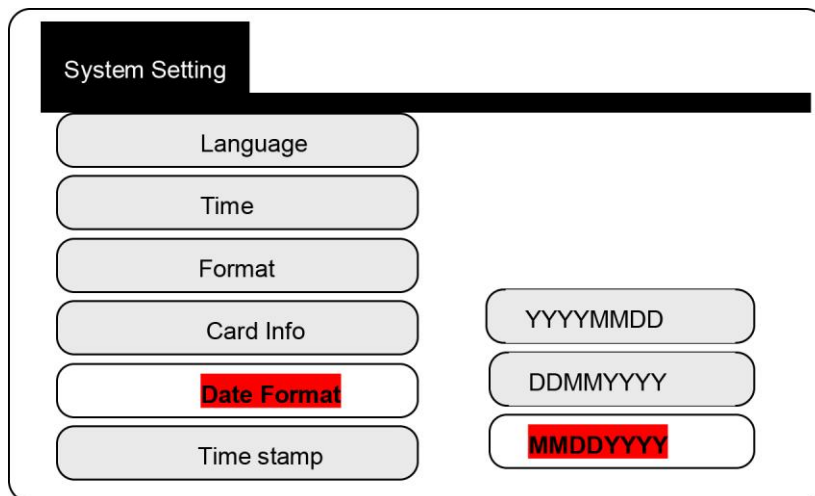 System Setting
Language
Time
Format
Card Info
Date Format
Time stamp
YYYYMMDD
DDMMYYYY
MMDDYYYY